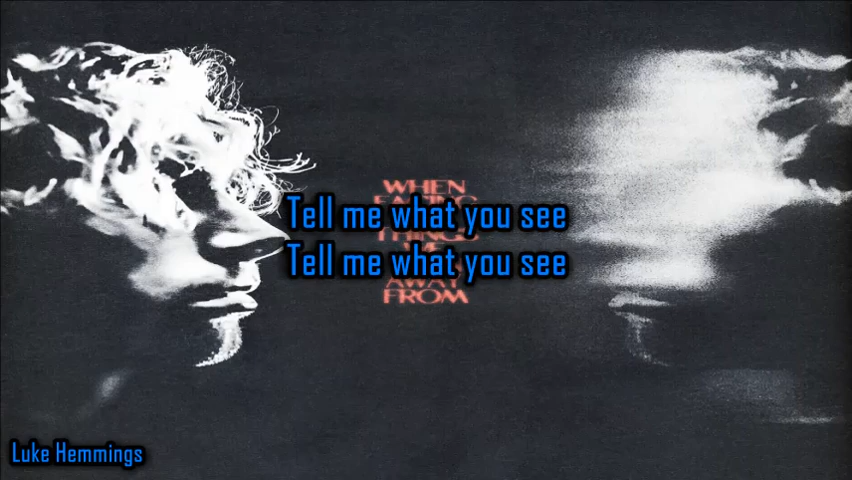 WHEN
Tell me what you see
Tell me what you see
AWAY
FROM
Luke Hemmings